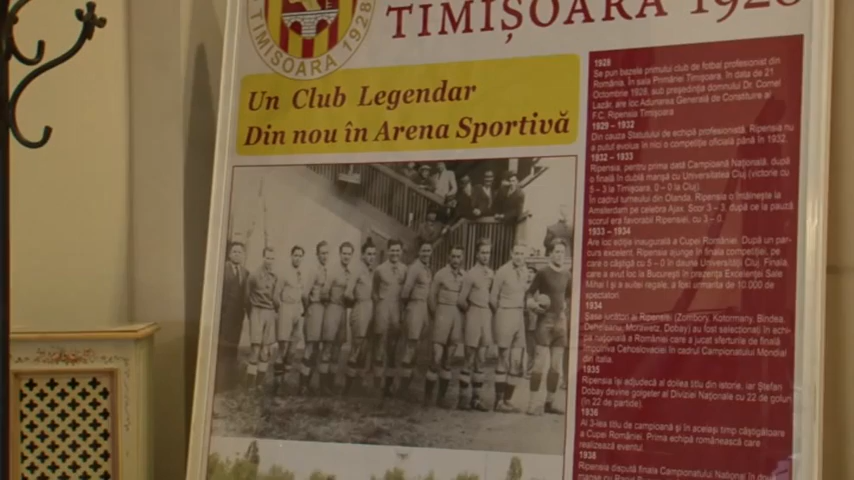 TIMIȘOARA 1928
TIMISOARA 1928
Un Club Legendar
Din nou în Arena Sportivă
1928
Se pun bazele primului club de fotbal profesionist din
România, în sala Primăriei Timișoara, în data de 21
Octombrie 1928, sub președinția domnului Dr. Cornel
Lazăr, are loc Adunarea Generală de Constituire a
F.C. Ripensia Timișoara
1929 – 1932
Din cauza Statutului de echipă profesionistă, Ripensia nu
a putut evolua în nici o competiție oficială până în 1932.
1932 – 1933
Ripensia, pentru prima dată Campioană Națională, după
o finală în dublă manșă cu Universitatea Cluj (victorie cu
5 – 3 la Timișoara, 0 – 0 la Cluj).
În cadrul turneului din Olanda, Ripensia o întâlnește la
Amsterdam pe celebra Ajax. Scor 3 – 3, după ce la pauză
scorul era favorabil Ripensiei, cu 3 – 0.
1933 – 1934
Are loc ediția inaugurală a Cupei României. După un par-
curs excelent, Ripensia ajunge în finala competiției, pe
care o câștigă cu 5 – 0 în dauna Universității Cluj. Finala,
care a avut loc la București în prezența Excelenței Sale
Mihai I și a suitei regale, a fost urmărită de 10.000 de
spectatori
1934
Șase jucători ai Ripensiei (Zombory, Kotormany, Bindea,
Deheleanu, Morawetz, Dobay) au fost selecționați în echi-
pa națională a României care a jucat sferturile de finală
împotriva Cehoslovaciei în cadrul Campionatului Mondial
din Italia.
1935
Ripensia își adjudecă al doilea titlu din istorie, iar Ștefan
Dobay devine golgeter al Diviziei Naționale cu 22 de goluri
(în 22 de partide).
1936
Al 3-lea titlu de campioană și în același timp câștigătoare
a Cupei României. Prima echipă românească care
realizează eventul.
1938
Ripensia dispută finala Campionatului Național în două
manșe cu